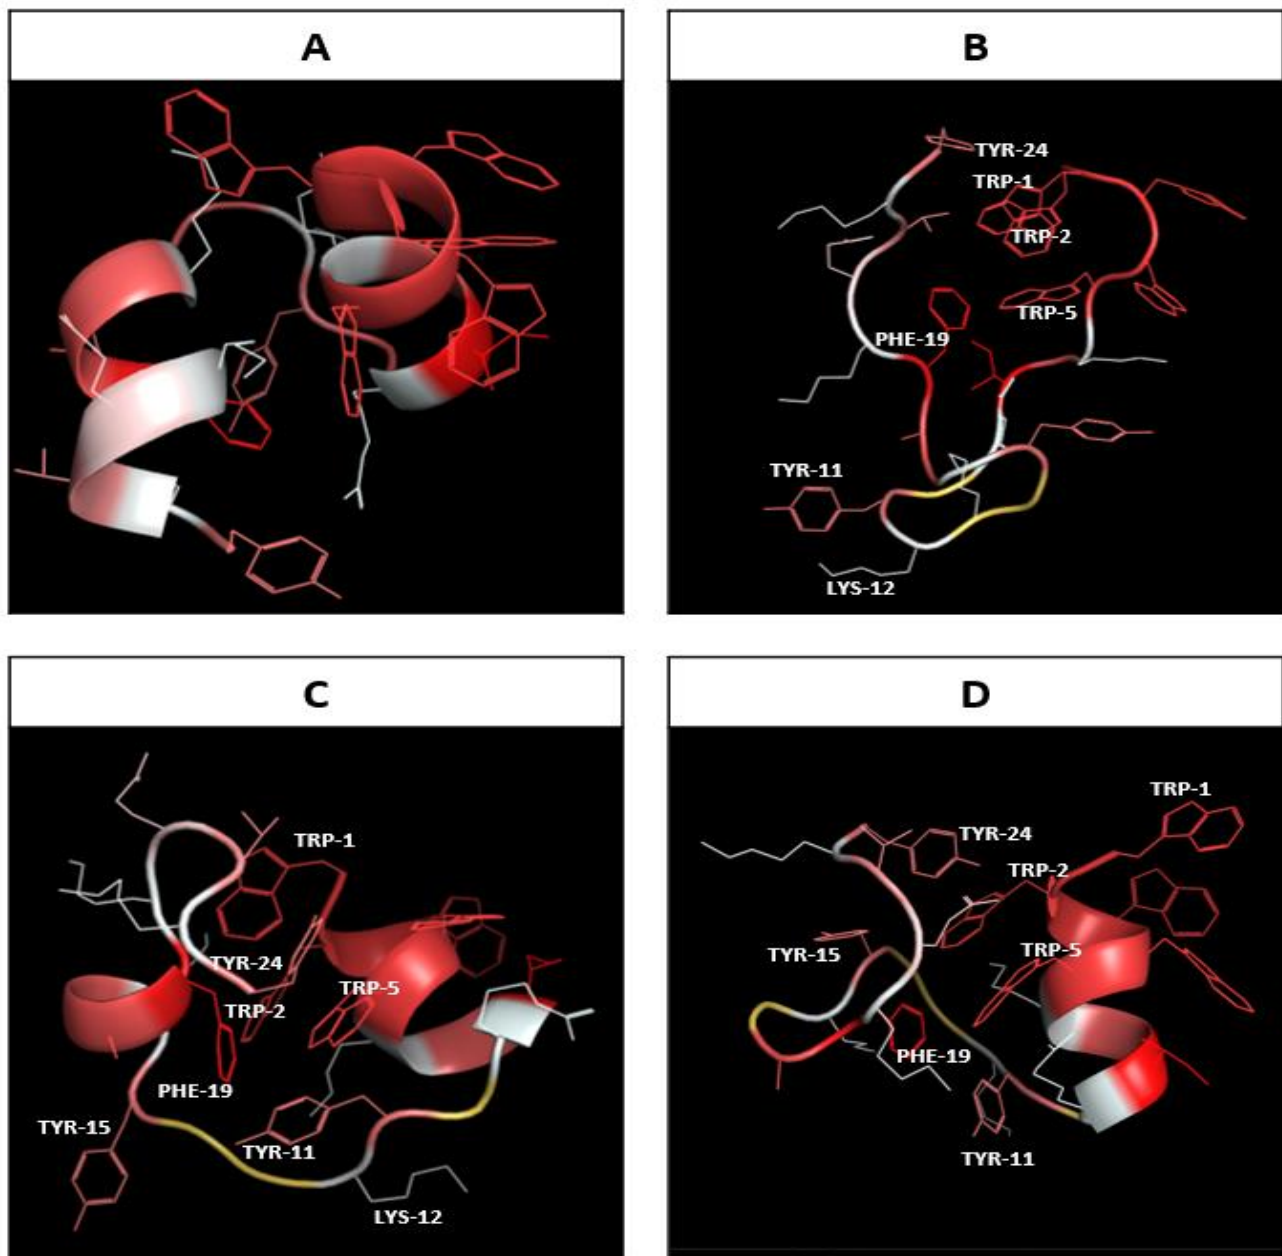 A
B
TYR-24
TRP-1
TRP-2
TRP-5
PHE-19
TYR-11
LYS-12
C
TRP-1
TYR-24
TRP-2
TRP-5
PHE-19
TYR-15
TYR-11
LYS-12
D
TRP-1
TYR-24
TRP-2
TYR-15
TRP-5
PHE-19
TYR-11